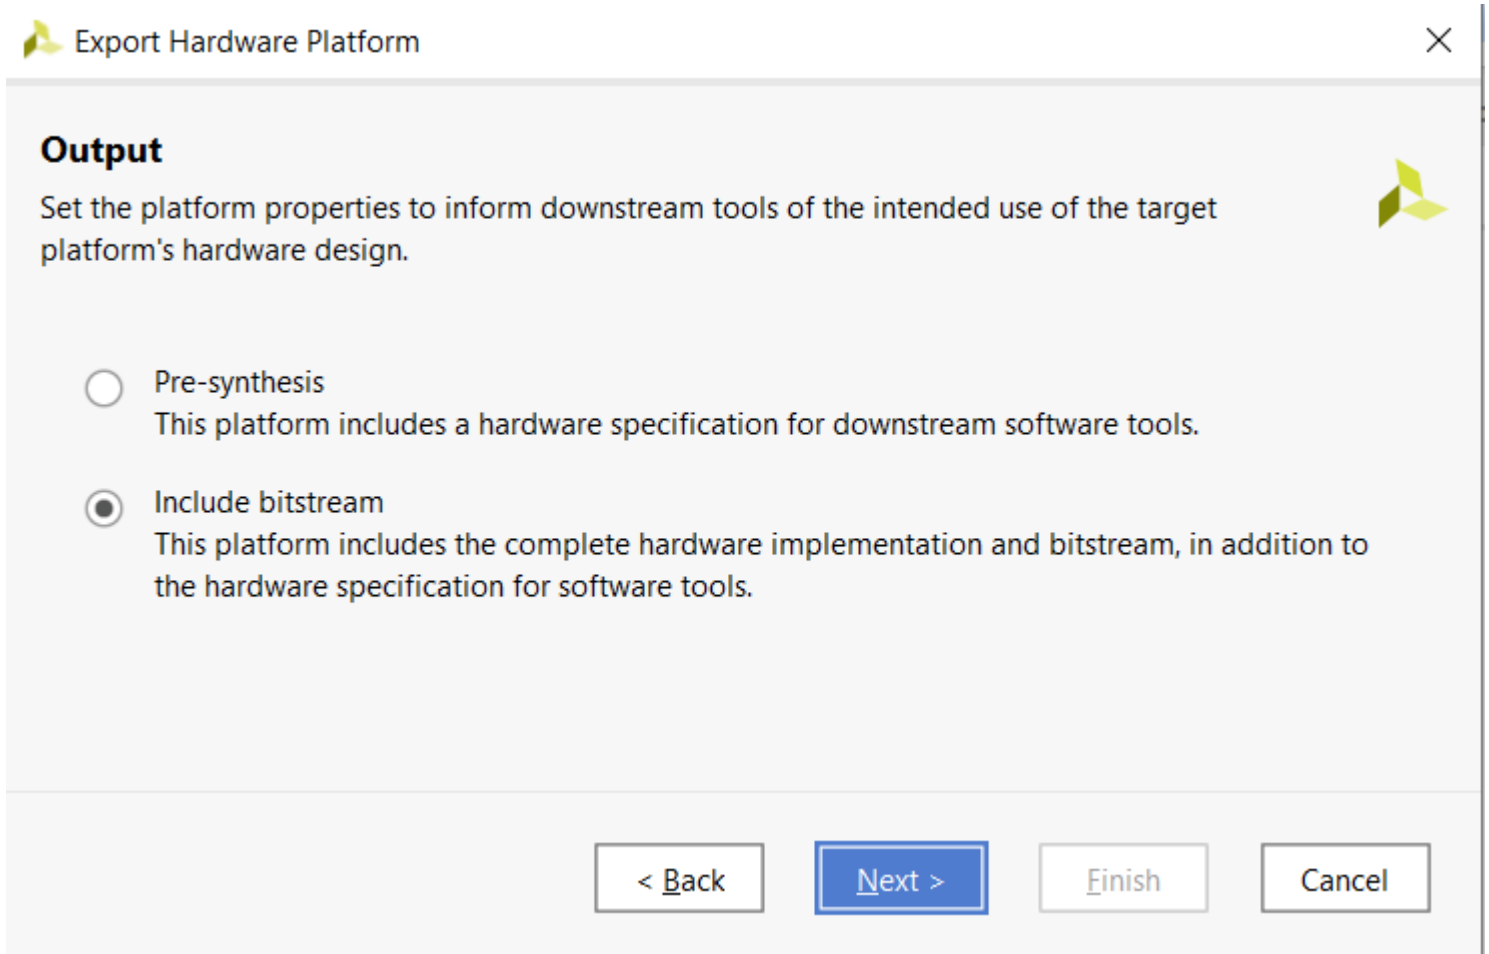 Export Hardware Platform
Output
Set the platform properties to inform downstream tools of the intended use of the target
platform's hardware design.
Pre-synthesis
This platform includes a hardware specification for downstream software tools.
Include bitstream
This platform includes the complete hardware implementation and bitstream, in addition to
the hardware specification for software tools.
< Back Next > Finish Cancel